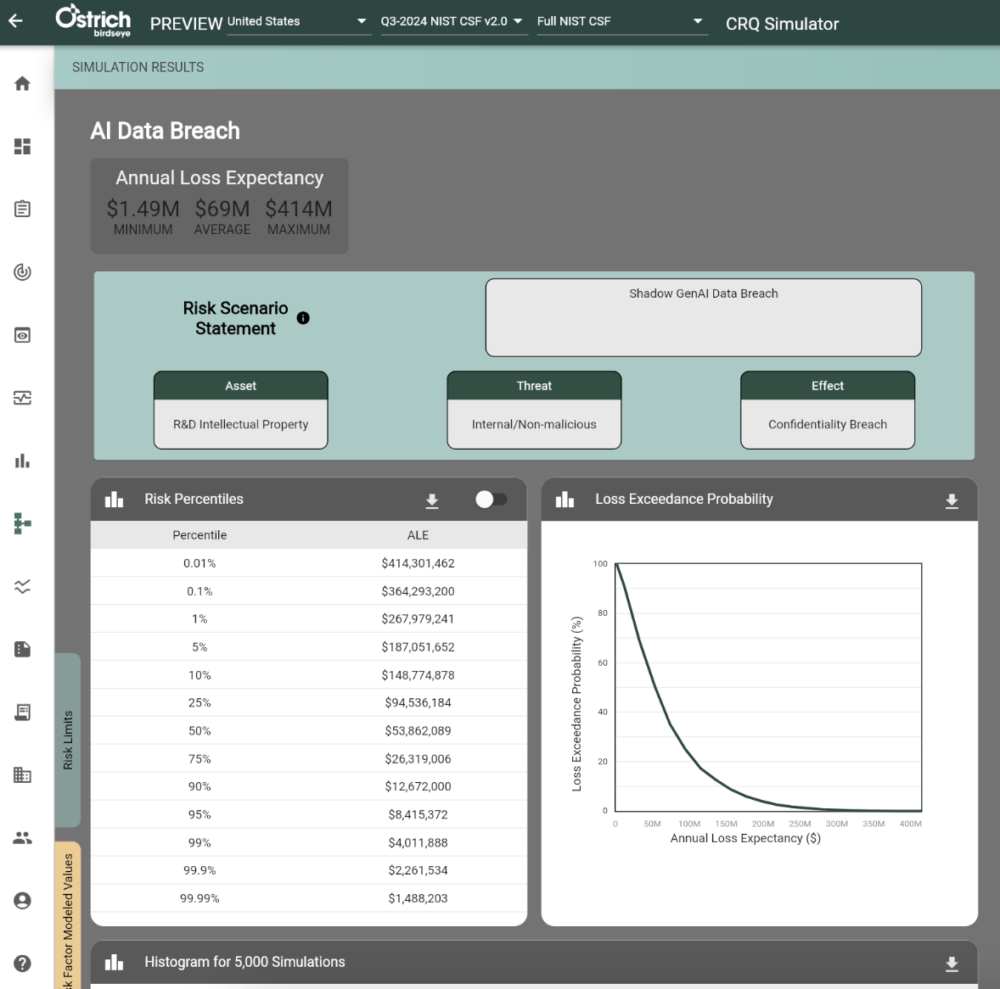 Ostrich
birdseye
PREVIEW
United States
Q3-2024 NIST CSF v2.0
Full NIST CSF
CRQ Simulator
SIMULATION RESULTS
AI Data Breach
Annual Loss Expectancy
$1.49M $69M $414M
MINIMUM AVERAGE MAXIMUM
Risk Scenario
Statement
Shadow GenAI Data Breach
Asset
R&D Intellectual Property
Threat
Internal/Non-malicious
Effect
Confidentiality Breach
Risk Percentiles
Percentile ALE
0.01% $414,301,462
0.1% $364,293,200
1% $267,979,241
5% $187,051,652
10% $148,774,878
25% $94,536,184
50% $53,862,089
75% $26,319,006
90% $12,672,000
95% $8,415,372
99% $4,011,888
99.9% $2,261,534
99.99% $1,488,203
Loss Exceedance Probability
Loss Exceedance Probability (%)
100
80
60
40
20
0
0 50M 100M 150M 200M 250M 300M 350M 400M
Annual Loss Expectancy ($)
Risk Limits
sk Factor Modeled Values
Histogram for 5,000 Simulations